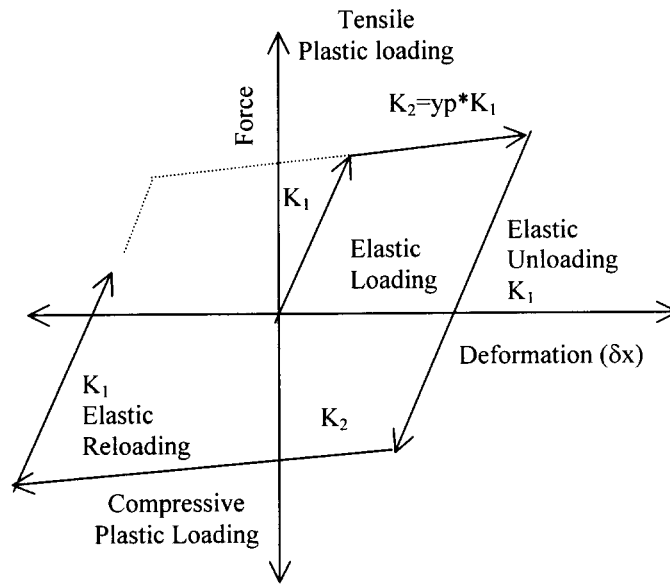 Tensile
Plastic loading
K₂=yp*K₁
Force
K₁
Elastic
Loading
Elastic
Unloading
K₁
Deformation (δx)
K₁
Elastic
Reloading
K₂
Compressive
Plastic Loading